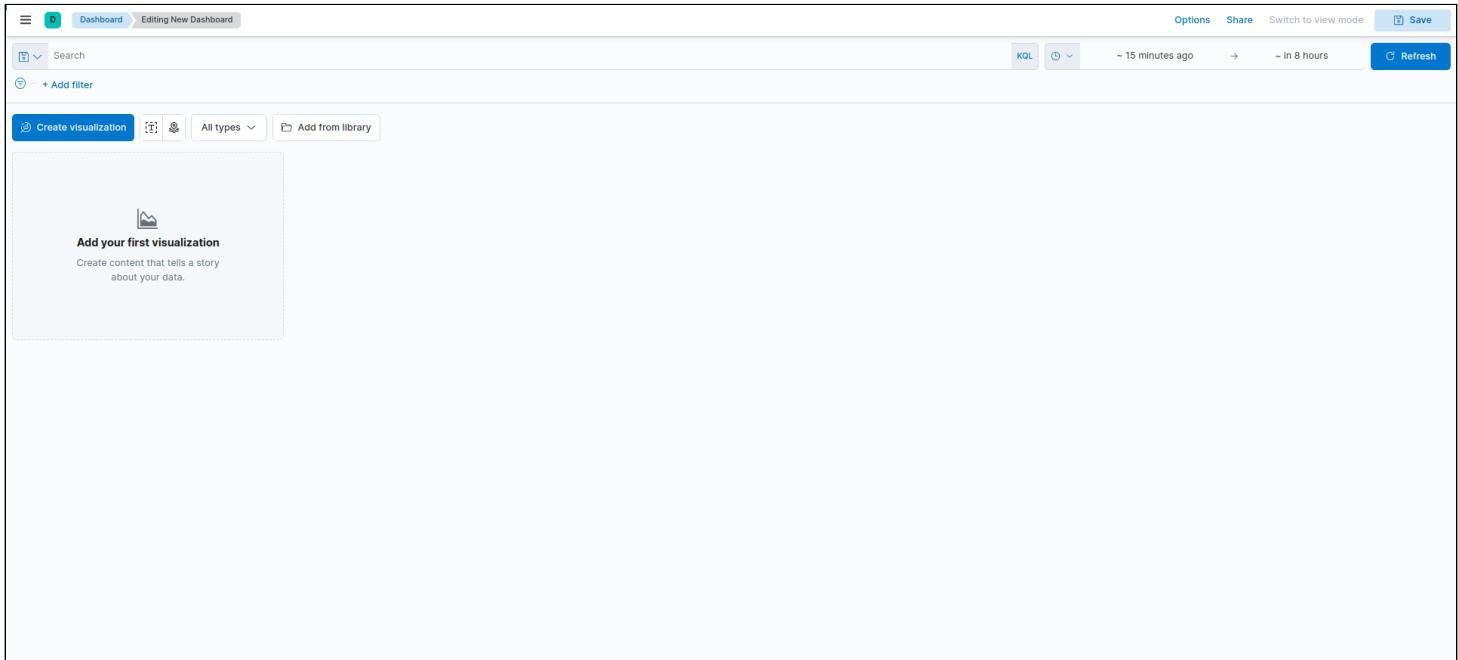 D Dashboard Editing New Dashboard Options Share Switch to view mode Save
Search KQL ~ 15 minutes ago → ~ in 8 hours Refresh
+ Add filter
Create visualization T All types Add from library
Add your first visualization
Create content that tells a story
about your data.